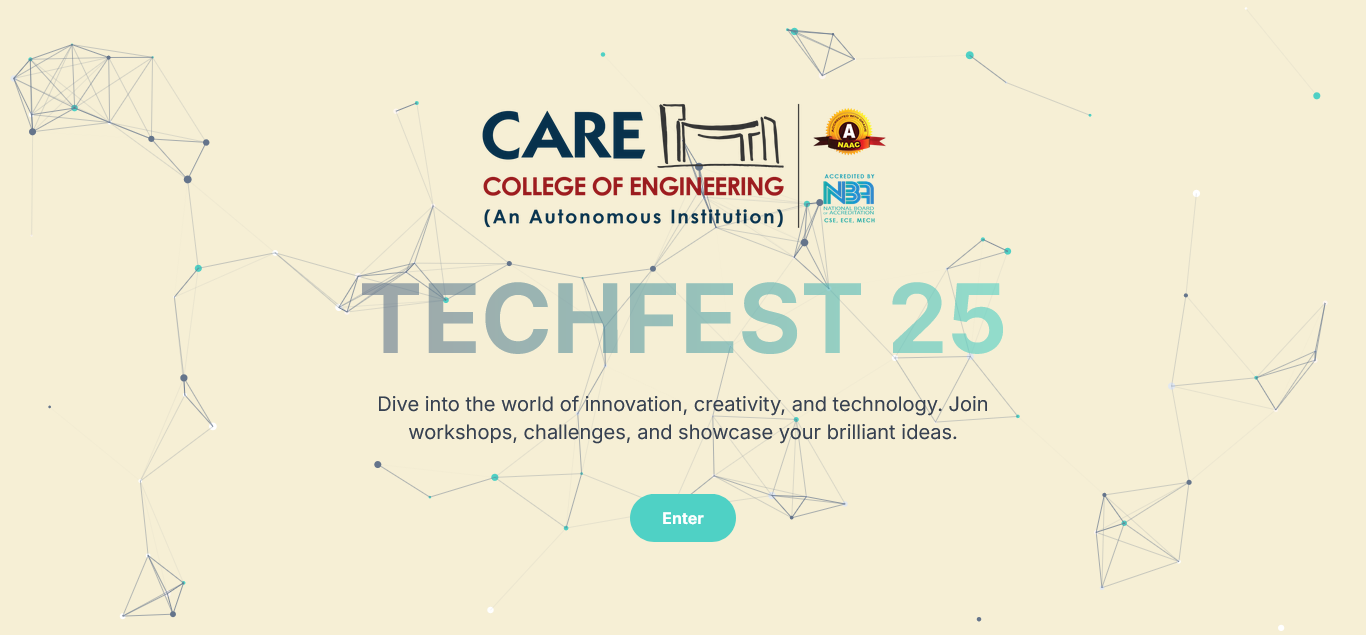 CARE
COLLEGE OF ENGINEERING
(An Autonomous Institution)
A
NAAC
ACCREDITED BY
NBA
NATIONAL BOARD
of ACCREDITATION
CSE, ECE, MECH
TECHFEST 25
Dive into the world of innovation, creativity, and technology. Join
workshops, challenges, and showcase your brilliant ideas.
Enter